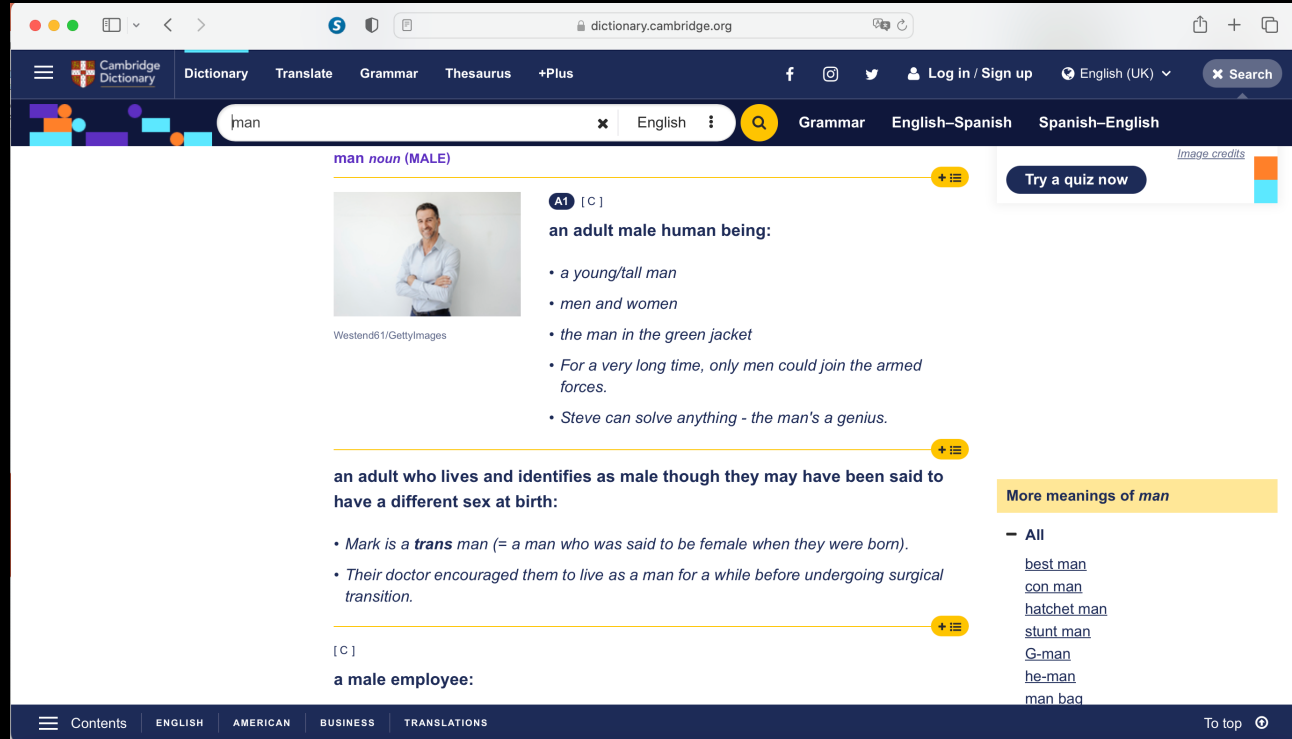 dictionary.cambridge.org
Cambridge
Dictionary
Dictionary Translate Grammar Thesaurus +Plus
Log in / Sign up English (UK) Search
man English
Grammar English–Spanish Spanish–English
man noun (MALE)
Image credits
Try a quiz now
A1 [ C ]
an adult male human being:
• a young/tall man
• men and women
• the man in the green jacket
Westend61/GettyImages
• For a very long time, only men could join the armed
forces.
• Steve can solve anything - the man's a genius.
an adult who lives and identifies as male though they may have been said to
have a different sex at birth:
• Mark is a trans man (= a man who was said to be female when they were born).
• Their doctor encouraged them to live as a man for a while before undergoing surgical
transition.
[ C ]
a male employee:
More meanings of man
All
best man
con man
hatchet man
stunt man
G-man
he-man
man bag
Contents ENGLISH AMERICAN BUSINESS TRANSLATIONS
To top